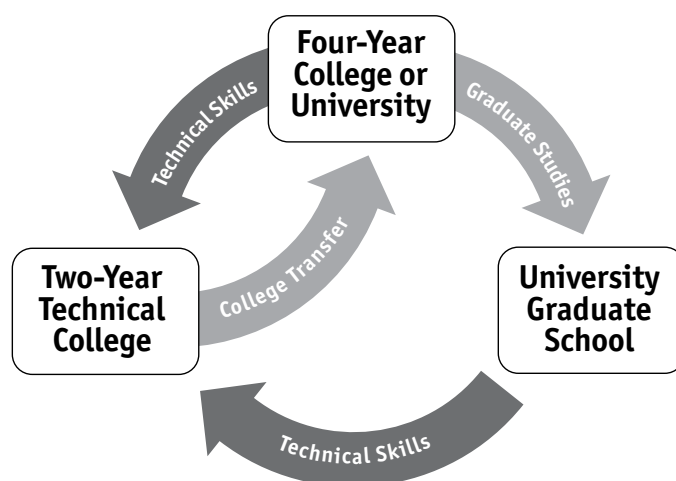 Four-Year
College or
University
Technical Skills
Graduate Studies
Two-Year
Technical
College
College Transfer
University
Graduate
School
Technical Skills